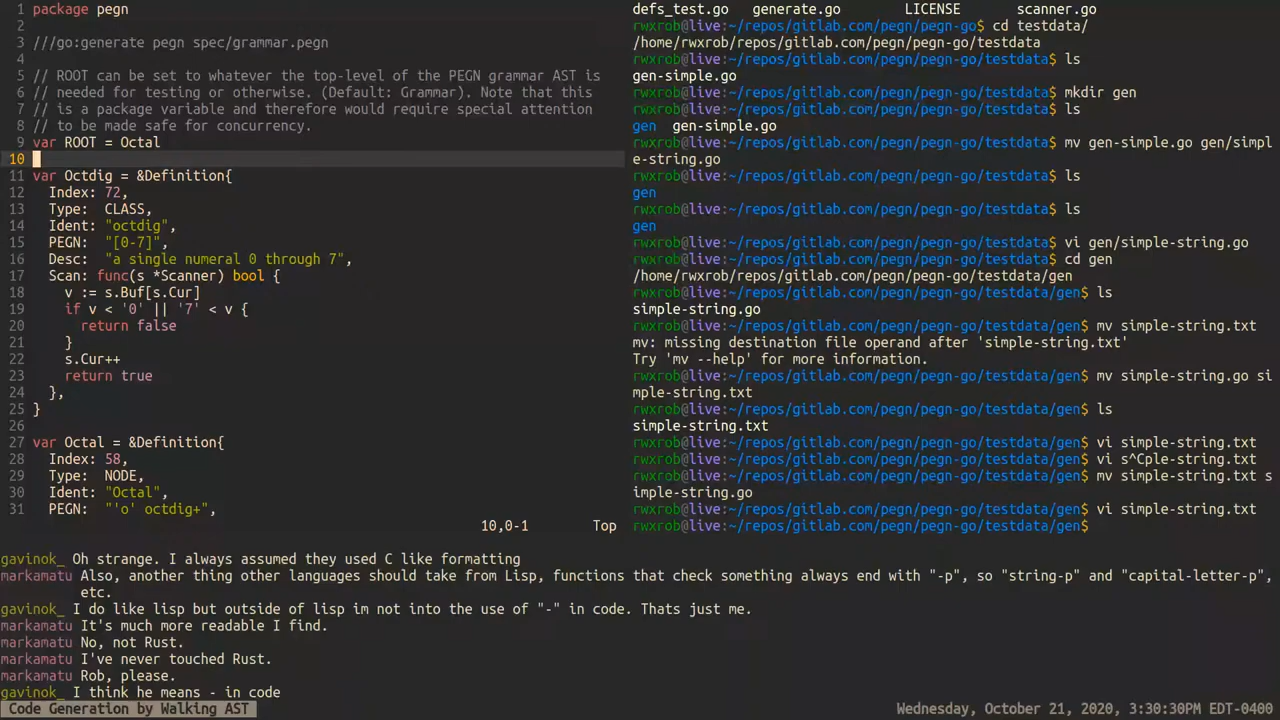 1 package pegn
2
3 ///go:generate pegn spec/grammar.pegn
4
5 // ROOT can be set to whatever the top-level of the PEGN grammar AST is
6 // needed for testing or otherwise. (Default: Grammar). Note that this
7 // is a package variable and therefore would require special attention
8 // to be made safe for concurrency.
9 var ROOT = Octal
10
11 var Octdig = &Definition{
12   Index: 72,
13   Type:  CLASS,
14   Ident: "octdig",
15   PEGN:  "[0-7]",
16   Desc:  "a single numeral 0 through 7",
17   Scan: func(s *Scanner) bool {
18     v := s.Buf[s.Cur]
19     if v < '0' || '7' < v {
20       return false
21     }
22     s.Cur++
23     return true
24   },
25 }
26
27 var Octal = &Definition{
28   Index: 58,
29   Type:  NODE,
30   Ident: "Octal",
31   PEGN:  "'o' octdig+",
10,0-1 Top
defs_test.go   generate.go   LICENSE   scanner.go
rwxrob@live:~/repos/gitlab.com/pegn/pegn-go$ cd testdata/
/home/rwxrob/repos/gitlab.com/pegn/pegn-go/testdata
rwxrob@live:~/repos/gitlab.com/pegn/pegn-go/testdata$ ls
gen-simple.go
rwxrob@live:~/repos/gitlab.com/pegn/pegn-go/testdata$ mkdir gen
rwxrob@live:~/repos/gitlab.com/pegn/pegn-go/testdata$ ls
gen  gen-simple.go
rwxrob@live:~/repos/gitlab.com/pegn/pegn-go/testdata$ mv gen-simple.go gen/simpl
e-string.go
rwxrob@live:~/repos/gitlab.com/pegn/pegn-go/testdata$ ls
gen
rwxrob@live:~/repos/gitlab.com/pegn/pegn-go/testdata$ ls
gen
rwxrob@live:~/repos/gitlab.com/pegn/pegn-go/testdata$ vi gen/simple-string.go
rwxrob@live:~/repos/gitlab.com/pegn/pegn-go/testdata$ cd gen
/home/rwxrob/repos/gitlab.com/pegn/pegn-go/testdata/gen
rwxrob@live:~/repos/gitlab.com/pegn/pegn-go/testdata/gen$ ls
simple-string.go
rwxrob@live:~/repos/gitlab.com/pegn/pegn-go/testdata/gen$ mv simple-string.txt
mv: missing destination file operand after 'simple-string.txt'
Try 'mv --help' for more information.
rwxrob@live:~/repos/gitlab.com/pegn/pegn-go/testdata/gen$ mv simple-string.go si
mple-string.txt
rwxrob@live:~/repos/gitlab.com/pegn/pegn-go/testdata/gen$ ls
simple-string.txt
rwxrob@live:~/repos/gitlab.com/pegn/pegn-go/testdata/gen$ vi simple-string.txt
rwxrob@live:~/repos/gitlab.com/pegn/pegn-go/testdata/gen$ vi s^Cple-string.txt
rwxrob@live:~/repos/gitlab.com/pegn/pegn-go/testdata/gen$ mv simple-string.txt s
imple-string.go
rwxrob@live:~/repos/gitlab.com/pegn/pegn-go/testdata/gen$ vi simple-string.txt
rwxrob@live:~/repos/gitlab.com/pegn/pegn-go/testdata/gen$
gavinok_ Oh strange. I always assumed they used C like formatting
markamatu Also, another thing other languages should take from Lisp, functions that check something always end with "-p", so "string-p" and "capital-letter-p",
etc.
gavinok_ I do like lisp but outside of lisp im not into the use of "-" in code. Thats just me.
markamatu It's much more readable I find.
markamatu No, not Rust.
markamatu I've never touched Rust.
markamatu Rob, please.
gavinok_ I think he means - in code
Code Generation by Walking AST Wednesday, October 21, 2020, 3:30:30PM EDT-0400